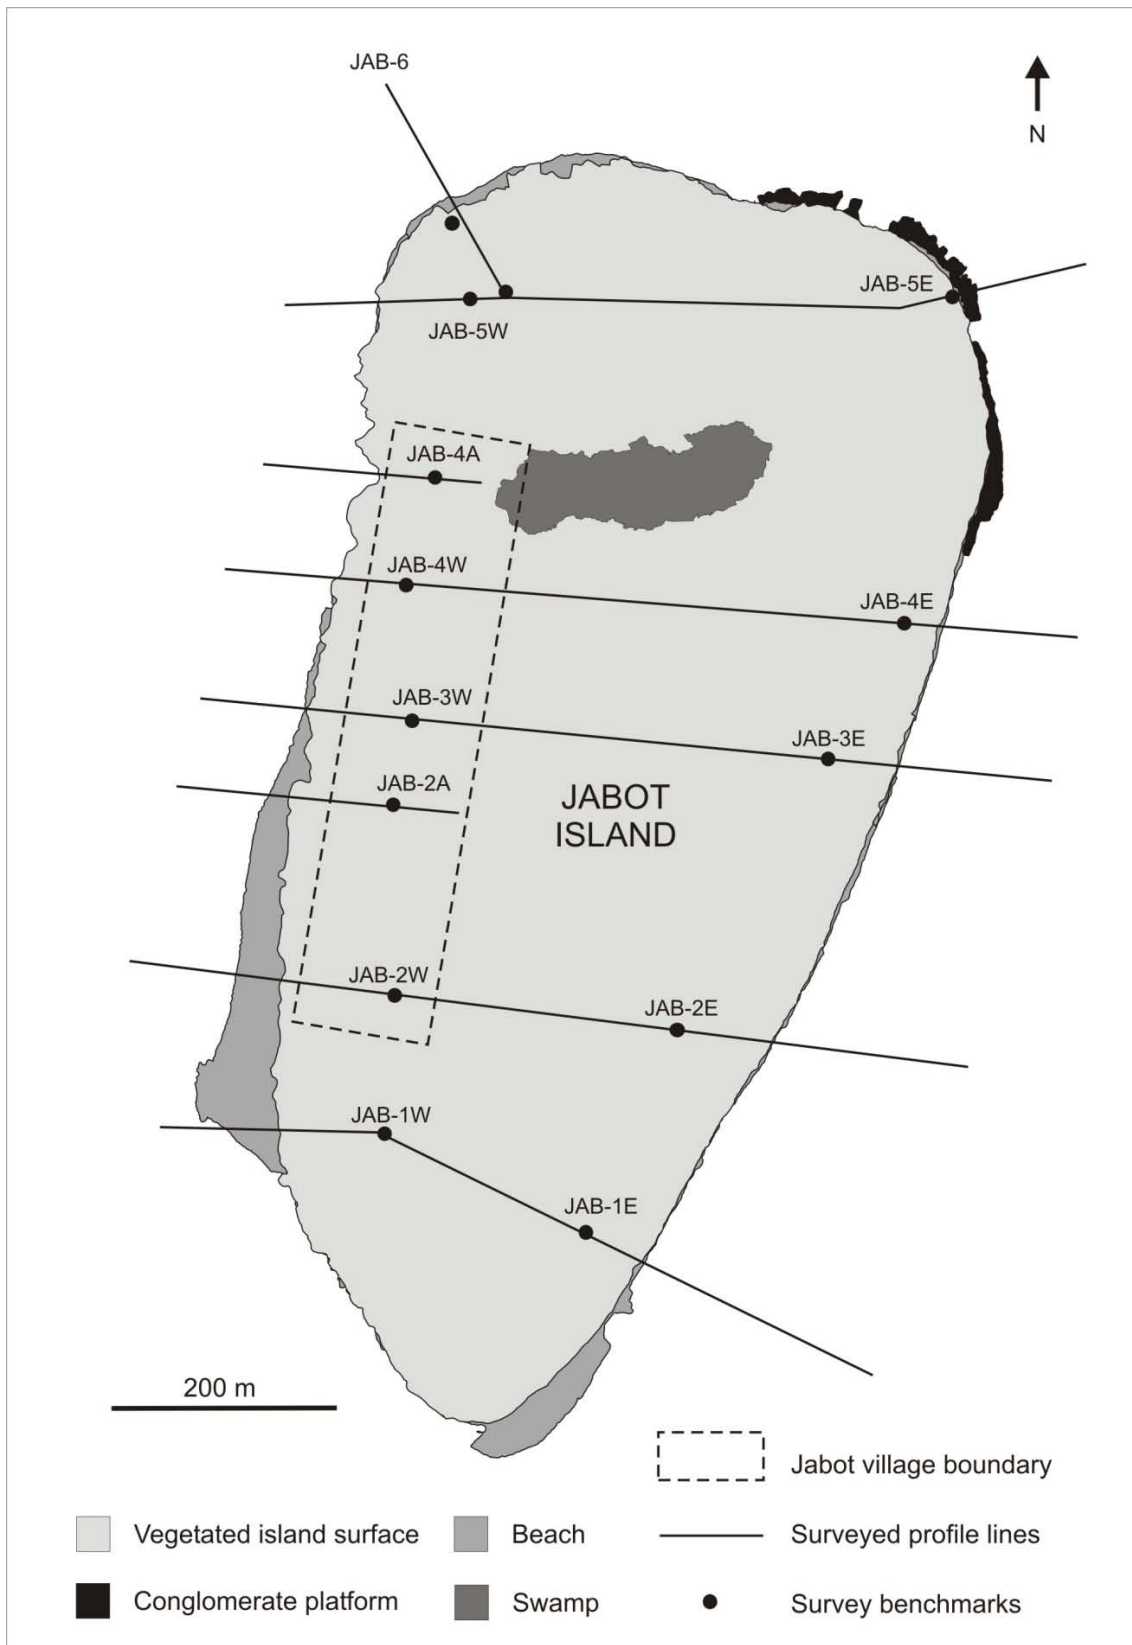 JAB-6
N
JAB-5E
JAB-5W
JAB-4A
JAB-4W
JAB-4E
JAB-3W
JAB-3E
JAB-2A
JABOT
ISLAND
JAB-2W
JAB-2E
JAB-1W
JAB-1E
200 m
Jabot village boundary
Vegetated island surface
Beach
Surveyed profile lines
Conglomerate platform
Swamp
Survey benchmarks